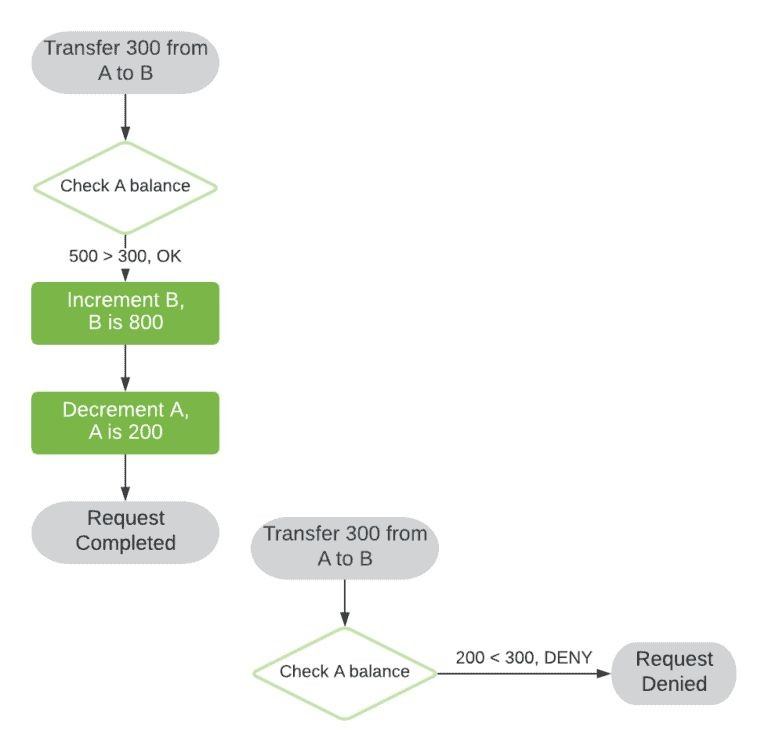 Transfer 300 from
A to B
Check A balance
500 > 300, OK
Increment B,
B is 800
Decrement A,
A is 200
Request
Completed
Transfer 300 from
A to B
Check A balance
200 < 300, DENY
Request
Denied